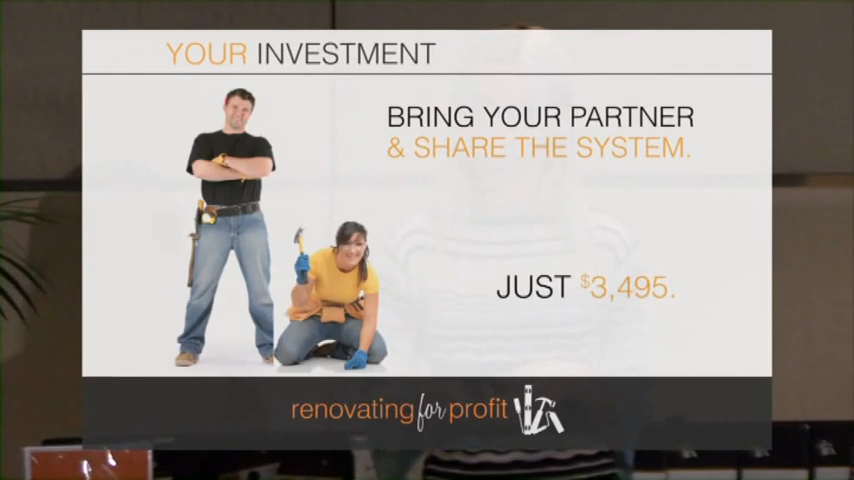 YOUR INVESTMENT
BRING YOUR PARTNER
& SHARE THE SYSTEM.
JUST $3,495.
renovating for profit